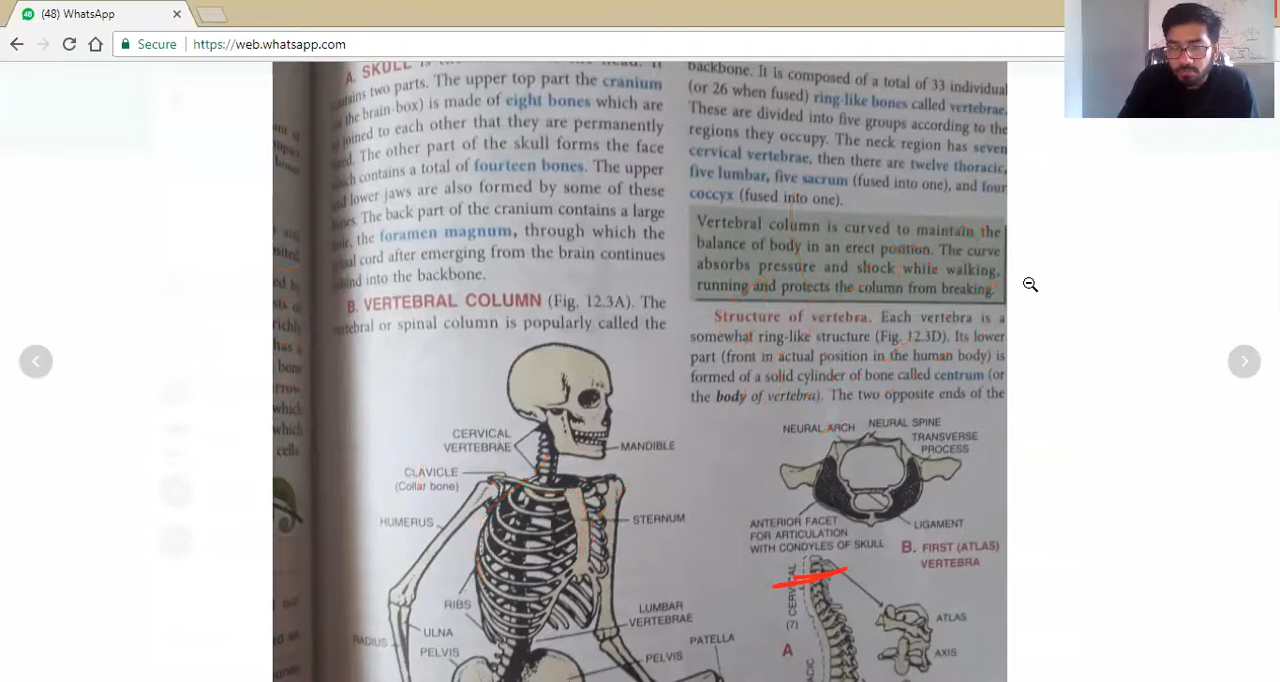 (48) WhatsApp
Secure
https://web.whatsapp.com
A. SKULL
two parts. The upper top part the cranium
the brain-box) is made of eight bones which are
joined to each other that they are permanently
The other part of the skull forms the face
contains a total of fourteen bones. The upper
lower jaws are also formed by some of these
The back part of the cranium contains a large
the foramen magnum, through which the
cord after emerging from the brain continues
into the backbone.
B. VERTEBRAL COLUMN (Fig. 12.3A). The
or spinal column is popularly called the
CERVICAL
VERTEBRAE
MANDIBLE
CLAVICLE
(Collar bone)
HUMERUS
STERNUM
RIBS
LUMBAR
VERTEBRAE
RADIUS
ULNA
PATELLA
PELVIS
PELVIS
backbone. It is composed of a total of 33 individual
(or 26 when fused) ring-like bones called vertebrae.
These are divided into five groups according to the
regions they occupy. The neck region has seven
cervical vertebrae, then there are twelve thoracic,
five lumbar, five sacrum (fused into one), and four
coccyx (fused into one).
Vertebral column is curved to maintain the
balance of body in an erect position. The curve
absorbs pressure and shock while walking,
running and protects the column from breaking.
Structure of vertebra. Each vertebra is a
somewhat ring-like structure (Fig. 12.3D). Its lower
part (front in actual position in the human body) is
formed of a solid cylinder of bone called centrum (or
the body of vertebra). The two opposite ends of the
NEURAL ARCH
NEURAL SPINE
TRANSVERSE
PROCESS
ANTERIOR FACET
FOR ARTICULATION
WITH CONDYLES OF SKULL
LIGAMENT
B. FIRST (ATLAS)
VERTEBRA
(7)
ATLAS
A
AXIS
which
which
cells